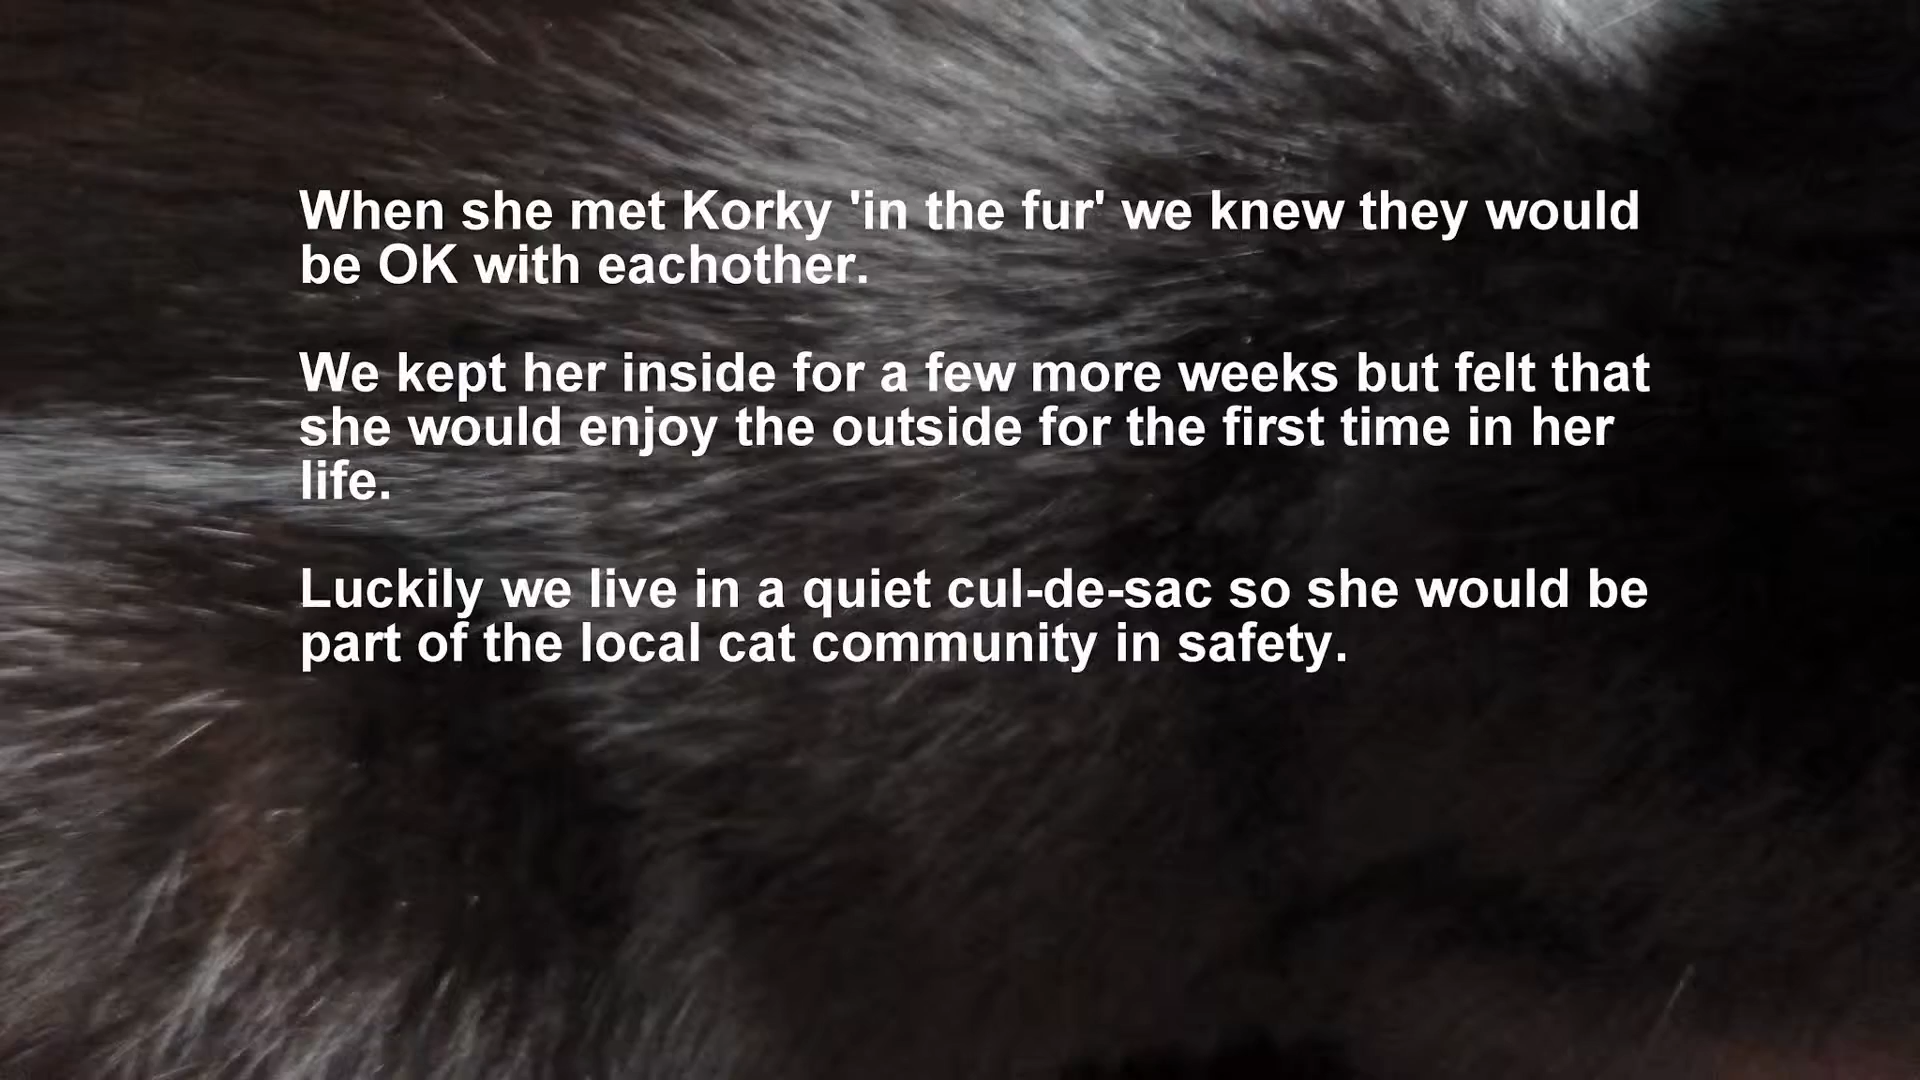 When she met Korky 'in the fur' we knew they would
be OK with eachother.
We kept her inside for a few more weeks but felt that
she would enjoy the outside for the first time in her
life.
Luckily we live in a quiet cul-de-sac so she would be
part of the local cat community in safety.